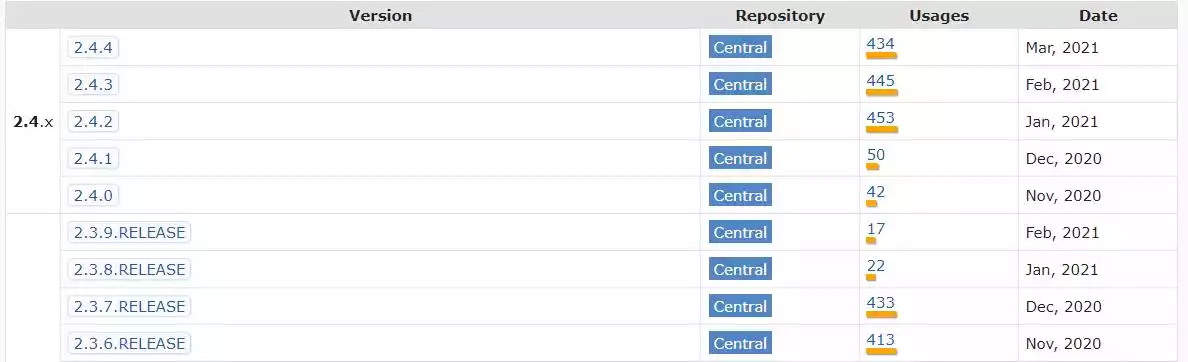 Version Repository Usages Date
2.4.4 Central 434 Mar, 2021
2.4.3 Central 445 Feb, 2021
2.4.x 2.4.2 Central 453 Jan, 2021
2.4.1 Central 50 Dec, 2020
2.4.0 Central 42 Nov, 2020
2.3.9.RELEASE Central 17 Feb, 2021
2.3.8.RELEASE Central 22 Jan, 2021
2.3.7.RELEASE Central 433 Dec, 2020
2.3.6.RELEASE Central 413 Nov, 2020